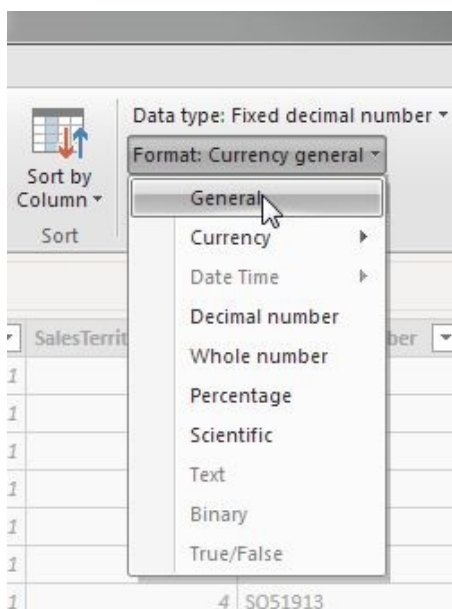 Data type: Fixed decimal number
Format: Currency general
Sort by
Column
Sort
General
Currency
Date Time
Decimal number
Whole number
Percentage
Scientific
Text
Binary
True/False
SalesTerrit
ber
1
1
1
1
1
1
1 4 SO51913